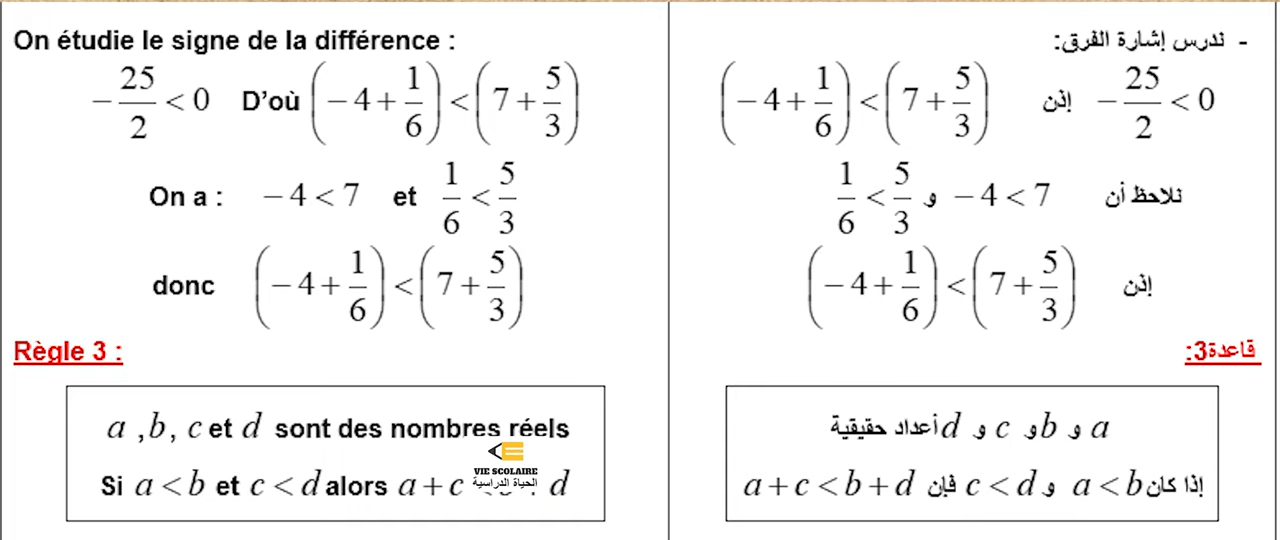 On étudie le signe de la différence :
−25/2 < 0 D'où (−4 + 1/6) < (7 + 5/3)
On a : −4 < 7 et 1/6 < 5/3
donc (−4 + 1/6) < (7 + 5/3)
Règle 3 :
a ,b, c et d sont des nombres réels
Si a < b et c < d alors a + c d
VIE SCOLAIRE
الحياة الدراسية
- ندرس إشارة الفرق:
−25/2 < 0 إذن (−4 + 1/6) < (7 + 5/3)
نلاحظ أن −4 < 7 و 1/6 < 5/3
إذن (−4 + 1/6) < (7 + 5/3)
قاعدة3:
a و b و c و d أعداد حقيقية
إذا كان a < b و c < d فإن a + c < b + d